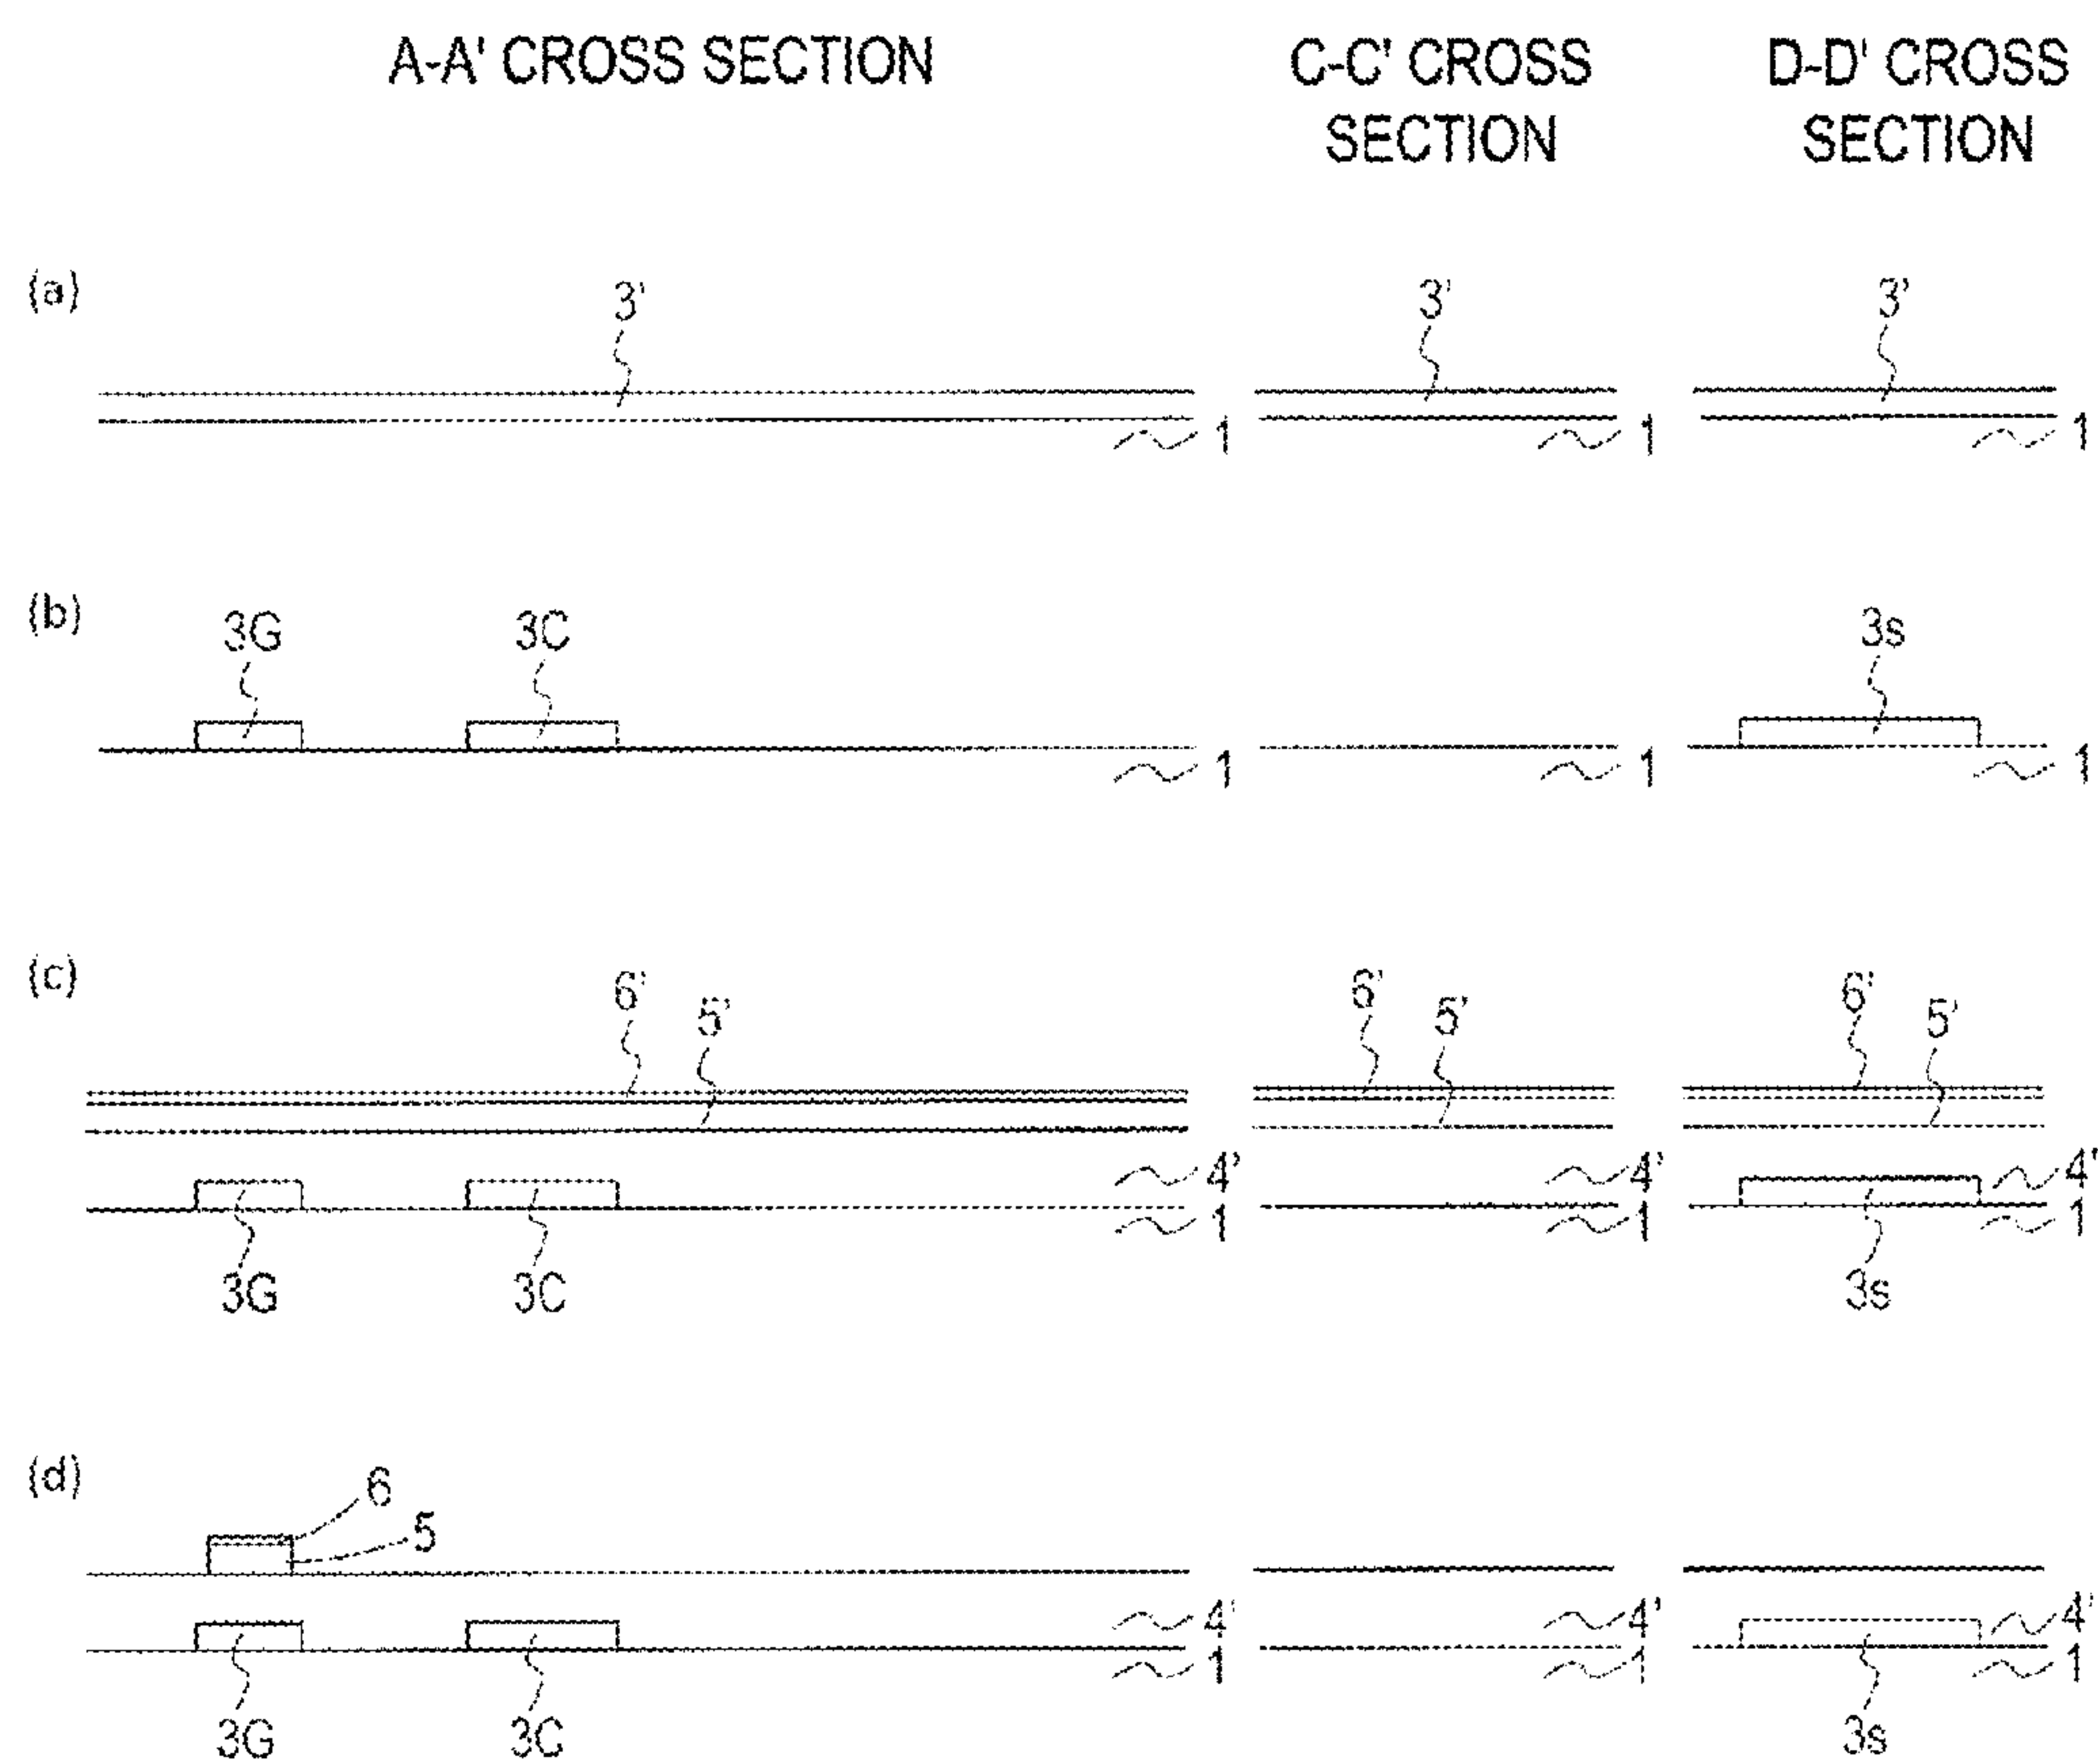 A-A' CROSS SECTION
C-C' CROSS
SECTION
D-D' CROSS
SECTION
(a)
3'
3'
3'
1
1
1
(b)
3G
3C
3s
1
1
1
(c)
6'
5'
6'
5'
6'
5'
4'
4'
4'
1
1
1
3G
3C
3s
(d)
6
5
4'
4'
4'
1
1
1
3G
3C
3s